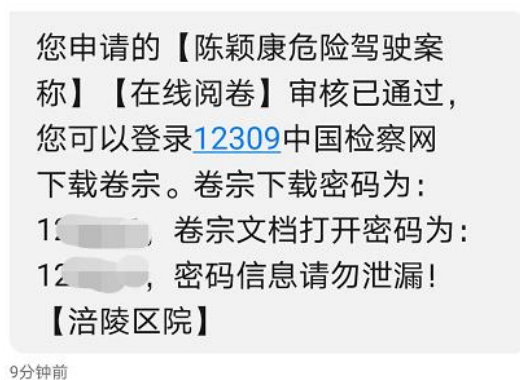 您申请的【陈颖康危险驾驶案
称】【在线阅卷】审核已通过，
您可以登录12309中国检察网
下载卷宗。卷宗下载密码为：
12，卷宗文档打开密码为：
12，密码信息请勿泄漏！
【涪陵区院】
9分钟前